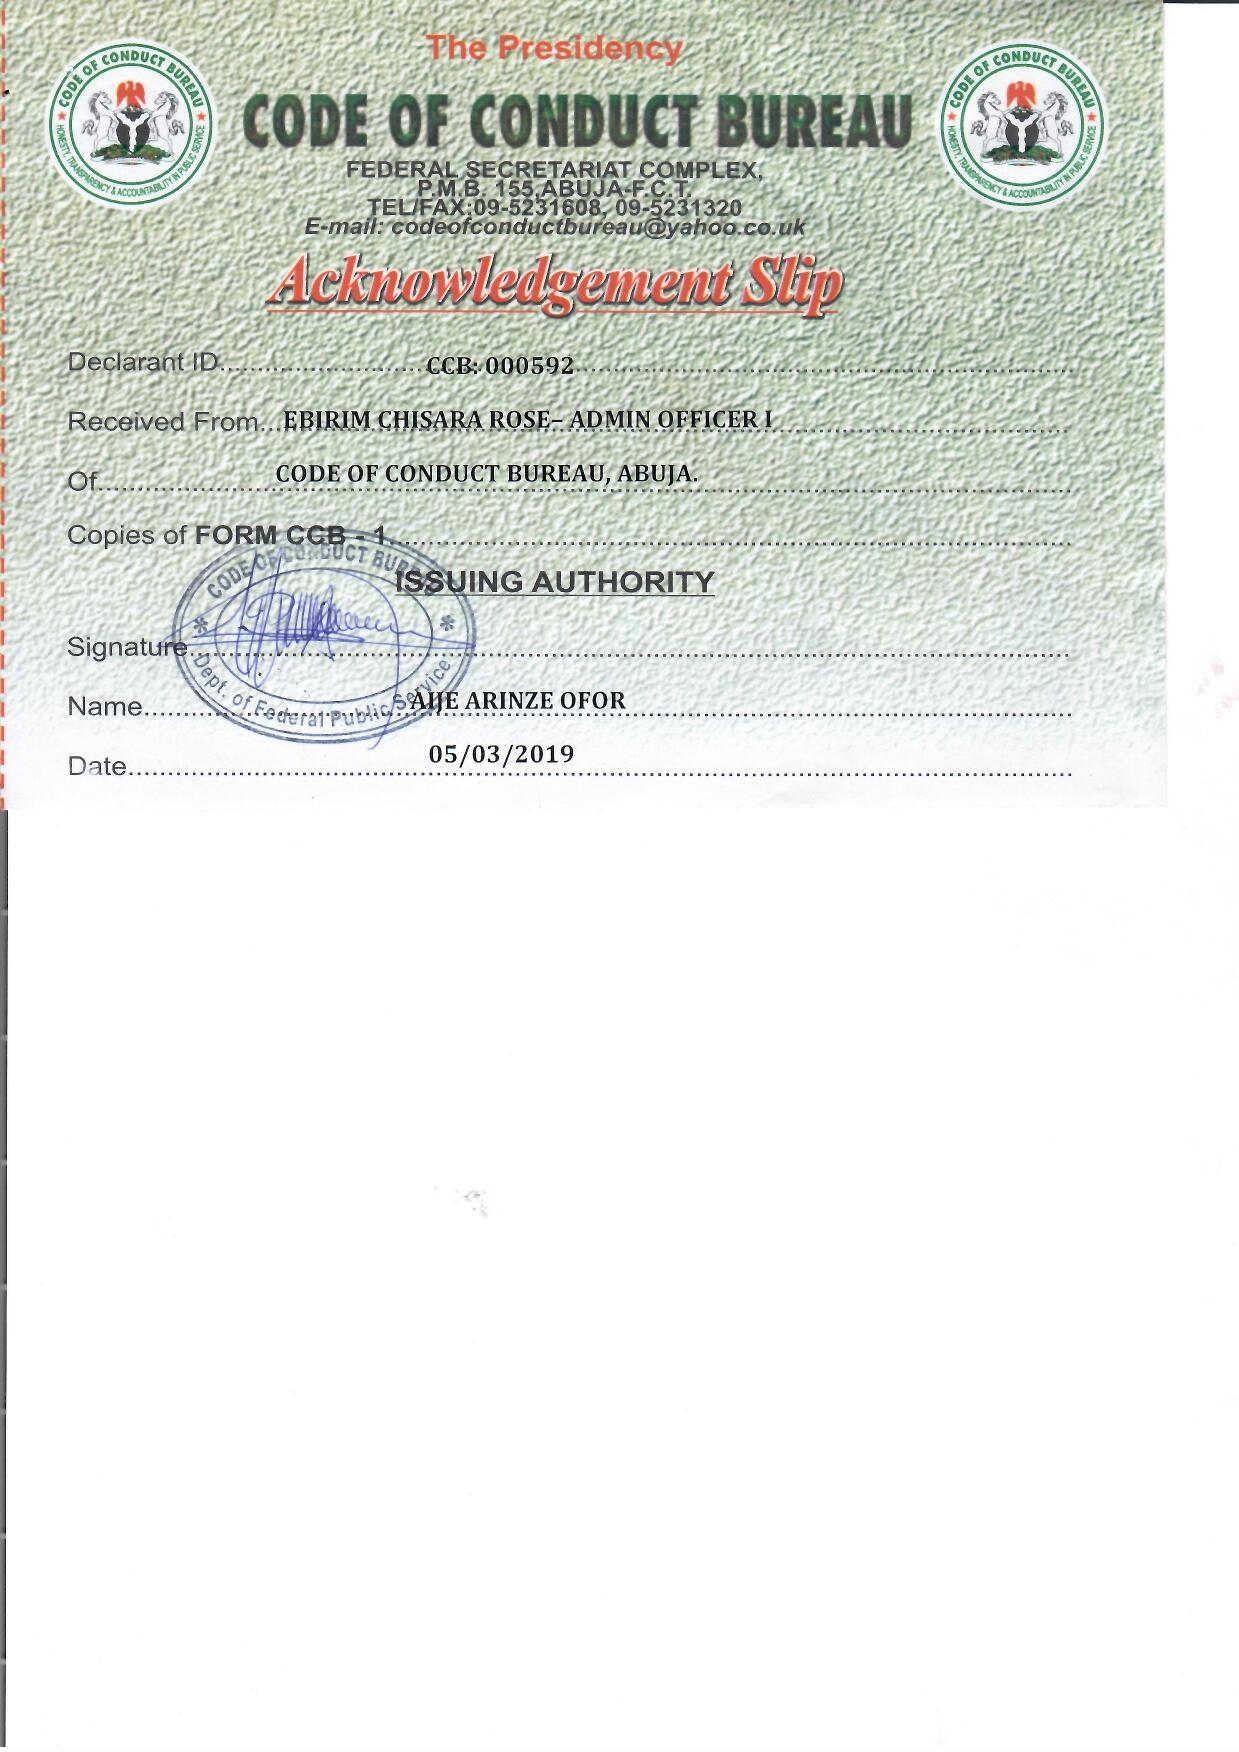 The Presidency
CODE OF CONDUCT BUREAU
HONESTY, TRANSPARENCY & ACCOUNTABILITY IN PUBLIC SERVICE
CODE OF CONDUCT BUREAU
CODE OF CONDUCT BUREAU
HONESTY, TRANSPARENCY & ACCOUNTABILITY IN PUBLIC SERVICE
FEDERAL SECRETARIAT COMPLEX,
P.M.B. 155,ABUJA-F.C.T.
TEL/FAX:09-5231608, 09-5231320
E-mail: codeofconductbureau@yahoo.co.uk
Acknowledgement Slip
Declarant ID CCB: 000592
Received From EBIRIM CHISARA ROSE– ADMIN OFFICER I
Of CODE OF CONDUCT BUREAU, ABUJA.
Copies of FORM CCB - 1
ISSUING AUTHORITY
CODE OF CONDUCT BUREAU
Signature
Dept. of Federal Public Service
Name AIJE ARINZE OFOR
Date 05/03/2019